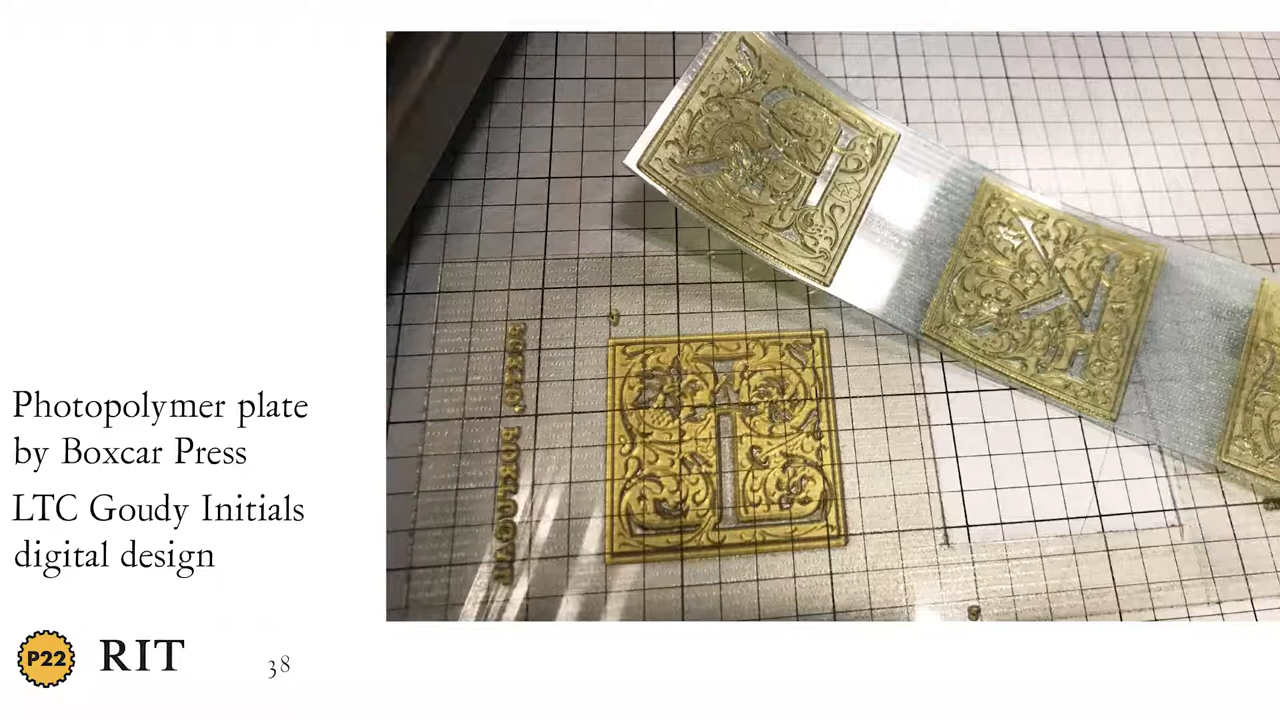 Photopolymer plate
by Boxcar Press
LTC Goudy Initials
digital design
P22
RIT
38